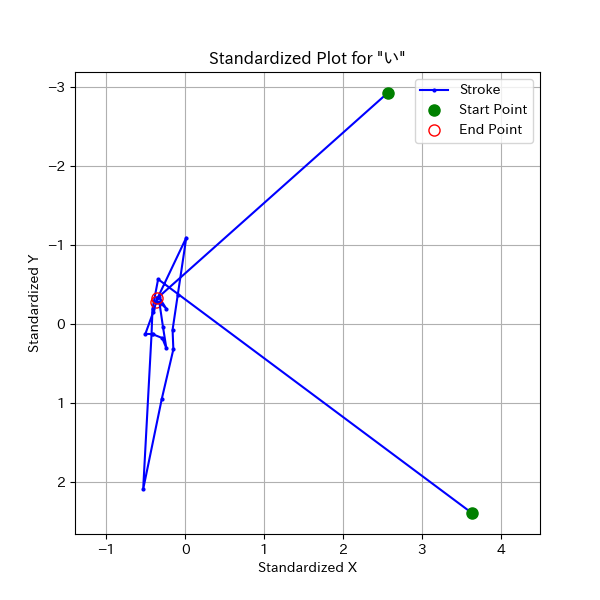 Standardized Plot for "い"
Stroke
Start Point
End Point
Standardized Y
−3
−2
−1
0
1
2
−1
0
1
2
3
4
Standardized X